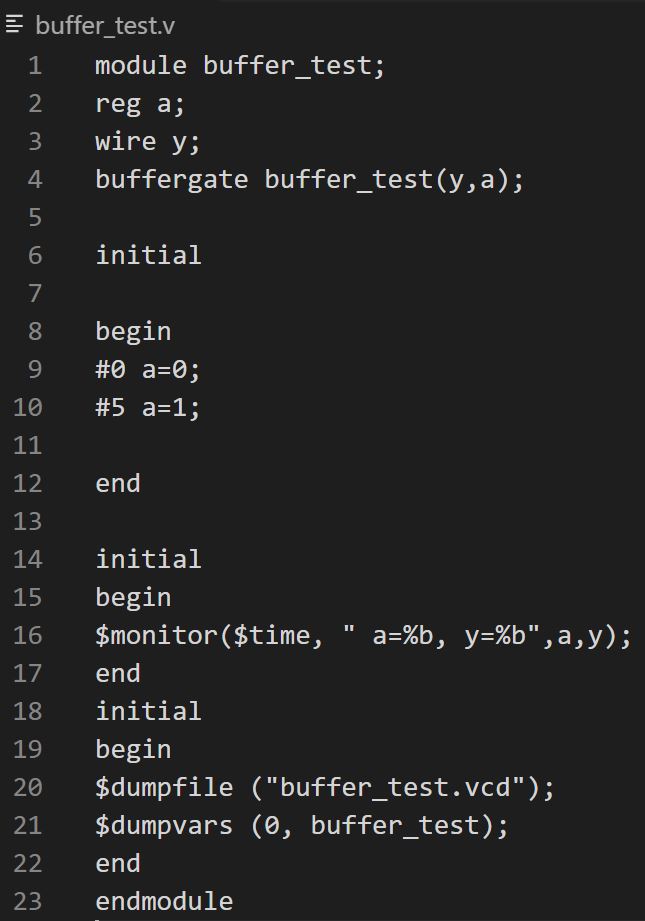 buffer_test.v
1 module buffer_test;
2 reg a;
3 wire y;
4 buffergate buffer_test(y,a);
5
6 initial
7
8 begin
9 #0 a=0;
10 #5 a=1;
11
12 end
13
14 initial
15 begin
16 $monitor($time, " a=%b, y=%b",a,y);
17 end
18 initial
19 begin
20 $dumpfile ("buffer_test.vcd");
21 $dumpvars (0, buffer_test);
22 end
23 endmodule